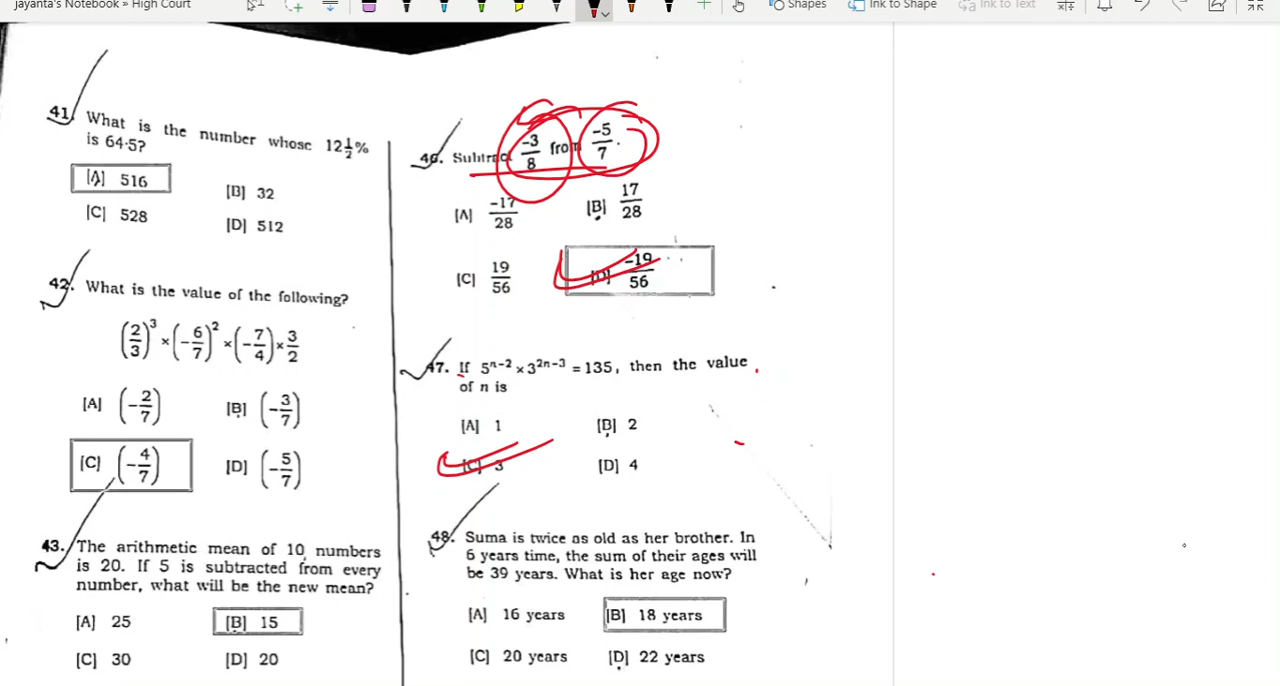 jayanta's Notebook » High Court
Shapes
Ink to Shape
Ink to Text
41. What is the number whose 12½%
is 64·5?
[A] 516
[B] 32
[C] 528
[D] 512
42. What is the value of the following?
(2/3)³ × (-6/7)² × (-7/4) × 3/2
[A] (-2/7)
[B] (-3/7)
[C] (-4/7)
[D] (-5/7)
43. The arithmetic mean of 10 numbers
is 20. If 5 is subtracted from every
number, what will be the new mean?
[A] 25
[B] 15
[C] 30
[D] 20
46. Subtract -3/8 from -5/7.
[A] -17/28
[B] 17/28
[C] 19/56
[D] -19/56
47. If 5ⁿ⁻² × 3²ⁿ⁻³ = 135, then the value
of n is
[A] 1
[B] 2
[C] 3
[D] 4
48. Suma is twice as old as her brother. In
6 years time, the sum of their ages will
be 39 years. What is her age now?
[A] 16 years
[B] 18 years
[C] 20 years
[D] 22 years